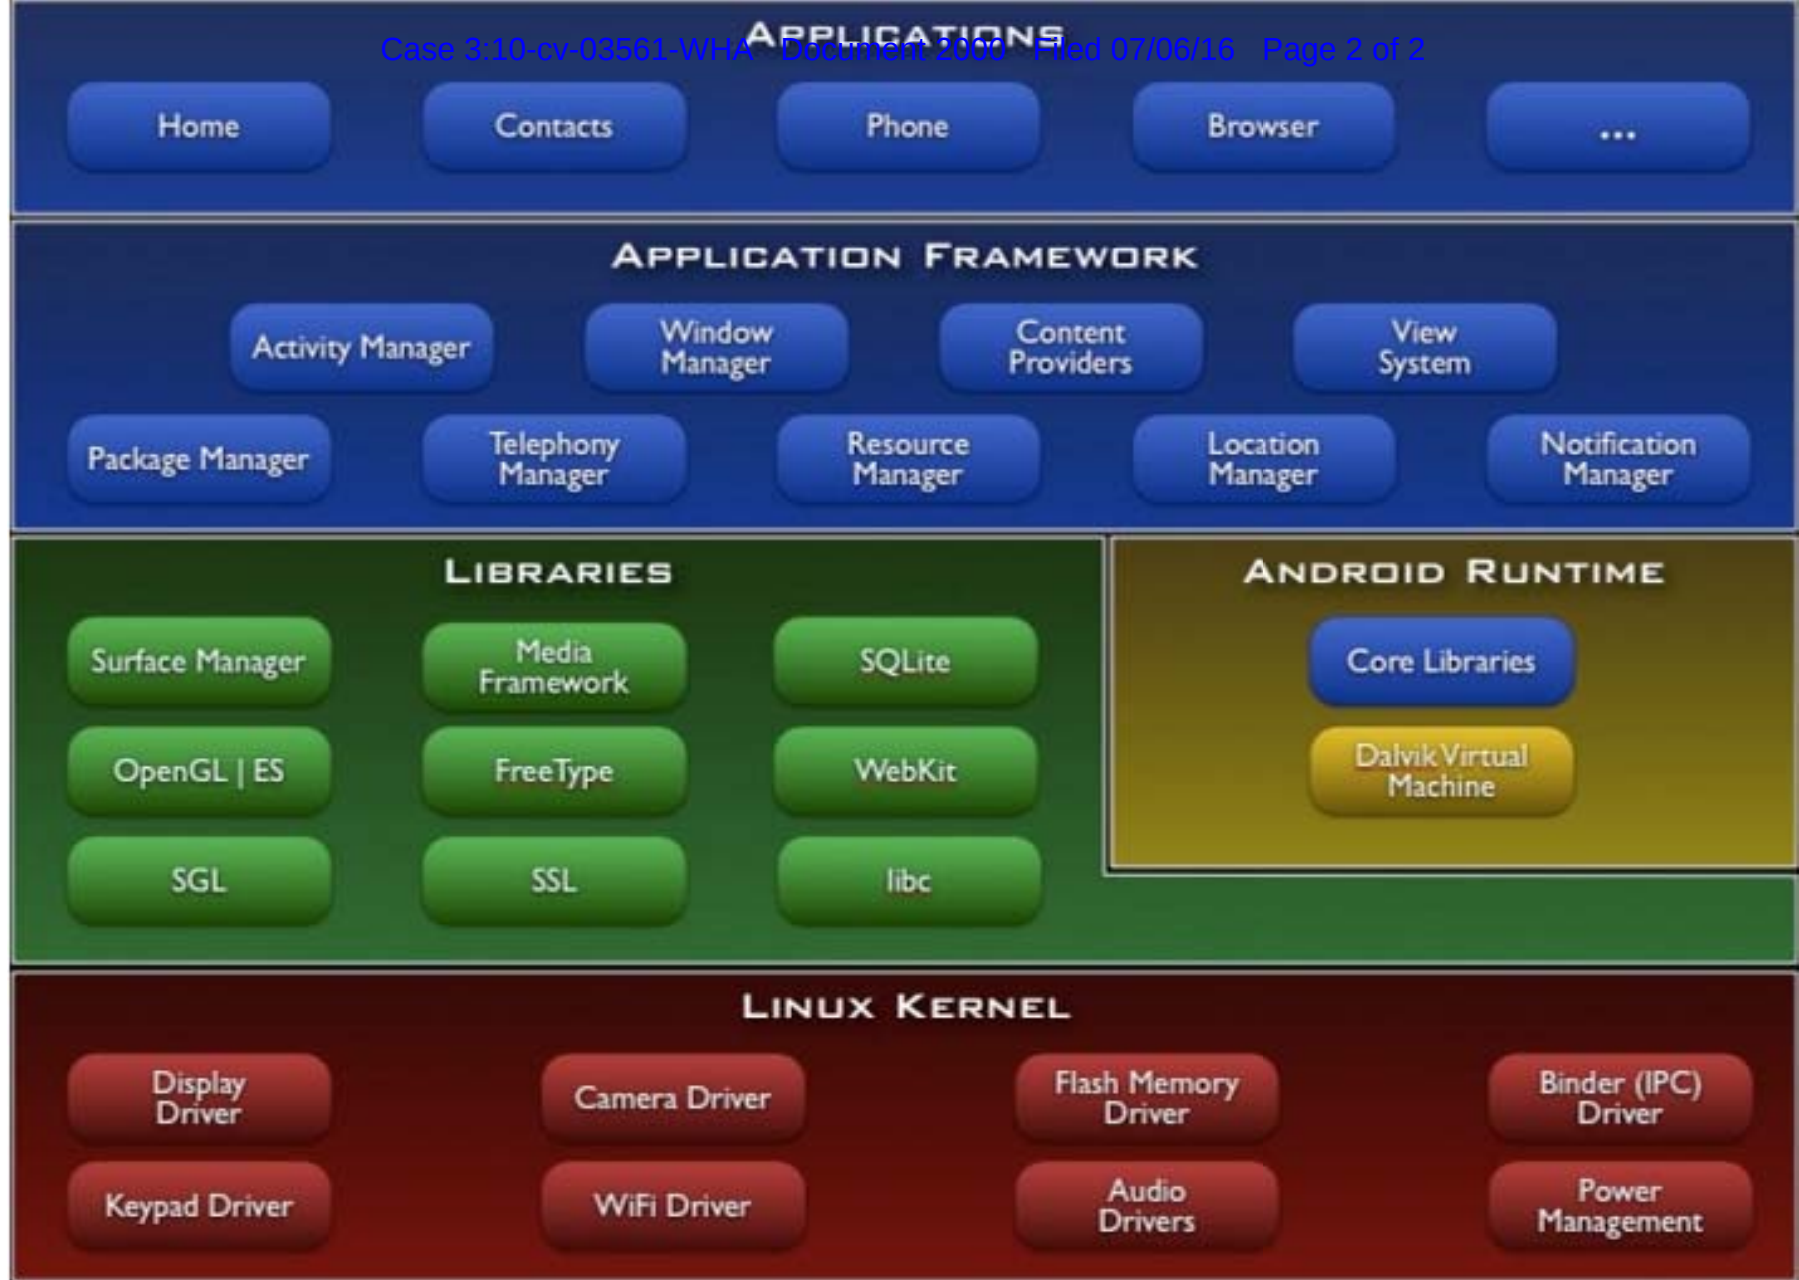 APPLICATIONS
Case 3:10-cv-03561-WHA Document 2000 Filed 07/06/16 Page 2 of 2
Home
Contacts
Phone
Browser
...
APPLICATION FRAMEWORK
Activity Manager
Window
Manager
Content
Providers
View
System
Package Manager
Telephony
Manager
Resource
Manager
Location
Manager
Notification
Manager
LIBRARIES
Surface Manager
Media
Framework
SQLite
OpenGL | ES
FreeType
WebKit
SGL
SSL
libc
ANDROID RUNTIME
Core Libraries
Dalvik Virtual
Machine
LINUX KERNEL
Display
Driver
Camera Driver
Flash Memory
Driver
Binder (IPC)
Driver
Keypad Driver
WiFi Driver
Audio
Drivers
Power
Management